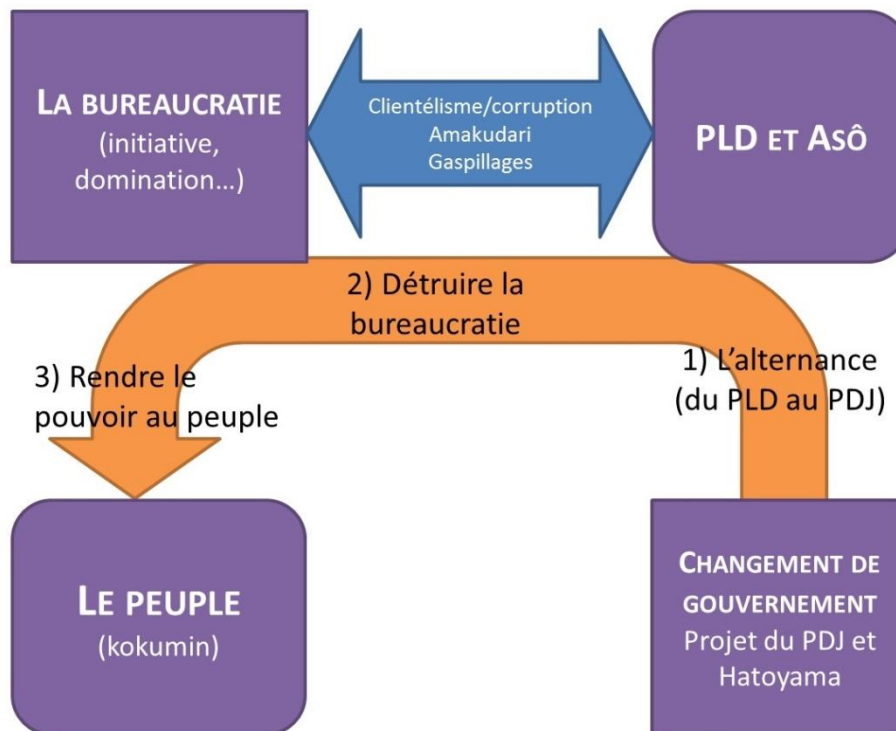 LA BUREAUCRATIE
(initiative,
domination…)
Clientélisme/corruption
Amakudari
Gaspillages
PLD ET ASÔ
2) Détruire la
bureaucratie
1) L’alternance
(du PLD au PDJ)
3) Rendre le
pouvoir au peuple
LE PEUPLE
(kokumin)
CHANGEMENT DE
GOUVERNEMENT
Projet du PDJ et
Hatoyama